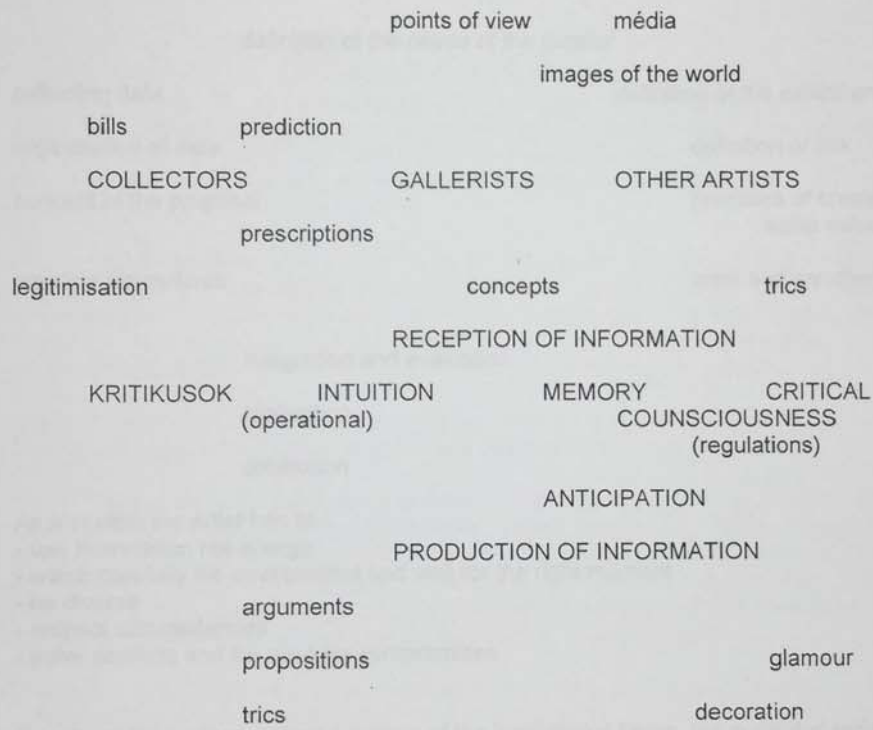 points of view média
images of the world
bills prediction
COLLECTORS GALLERISTS OTHER ARTISTS
prescriptions
legitimisation concepts trics
RECEPTION OF INFORMATION
KRITIKUSOK INTUITION MEMORY CRITICAL
(operational) COUNSCIOUSNESS
(regulations)
ANTICIPATION
PRODUCTION OF INFORMATION
arguments
propositions glamour
trics decoration